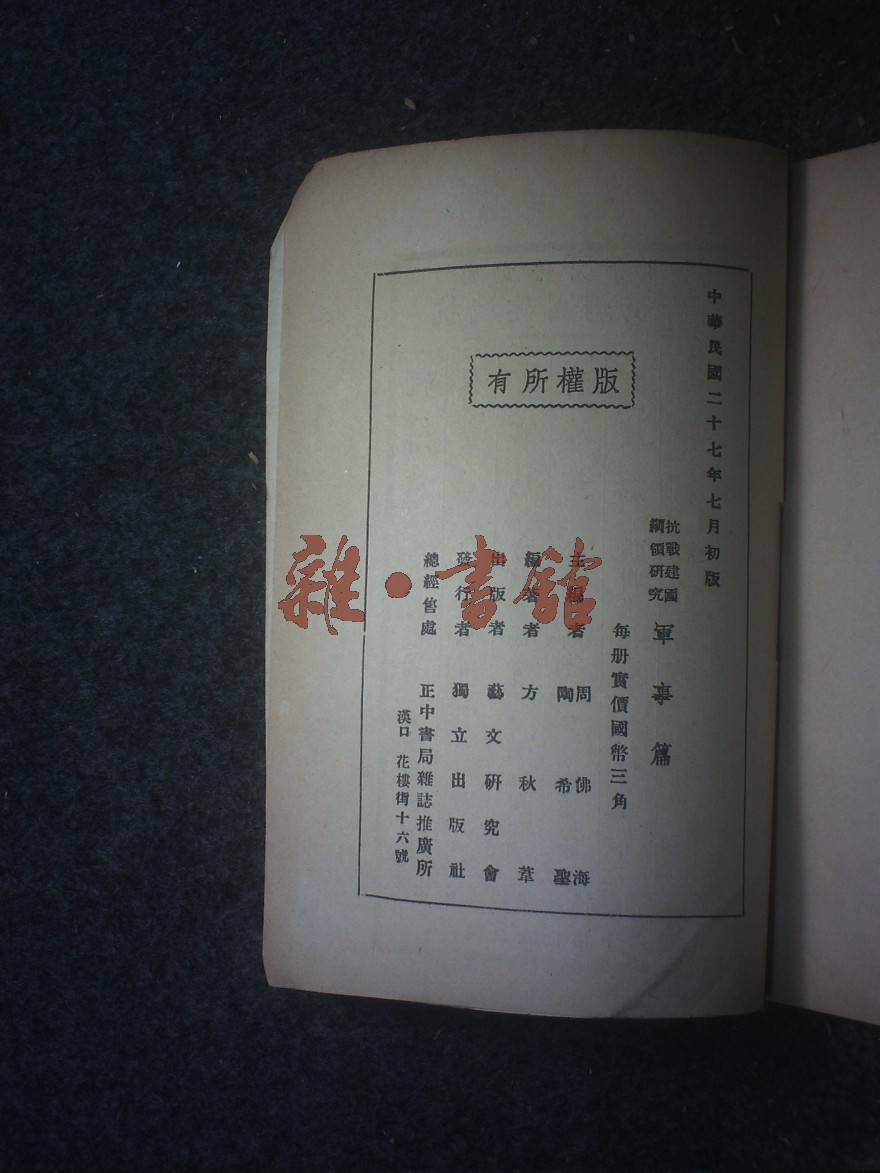 中華民國二十七年七月初版
版權所有
抗戰建國
綱領研究
軍事篇
每册實價國幣三角
主編者 周佛海
陶希聖
編著者 方秋葦
出版者 藝文研究會
發行者 獨立出版社
總經售處 正中書局雜誌推廣所
漢口 花樓街十六號
雜·書館